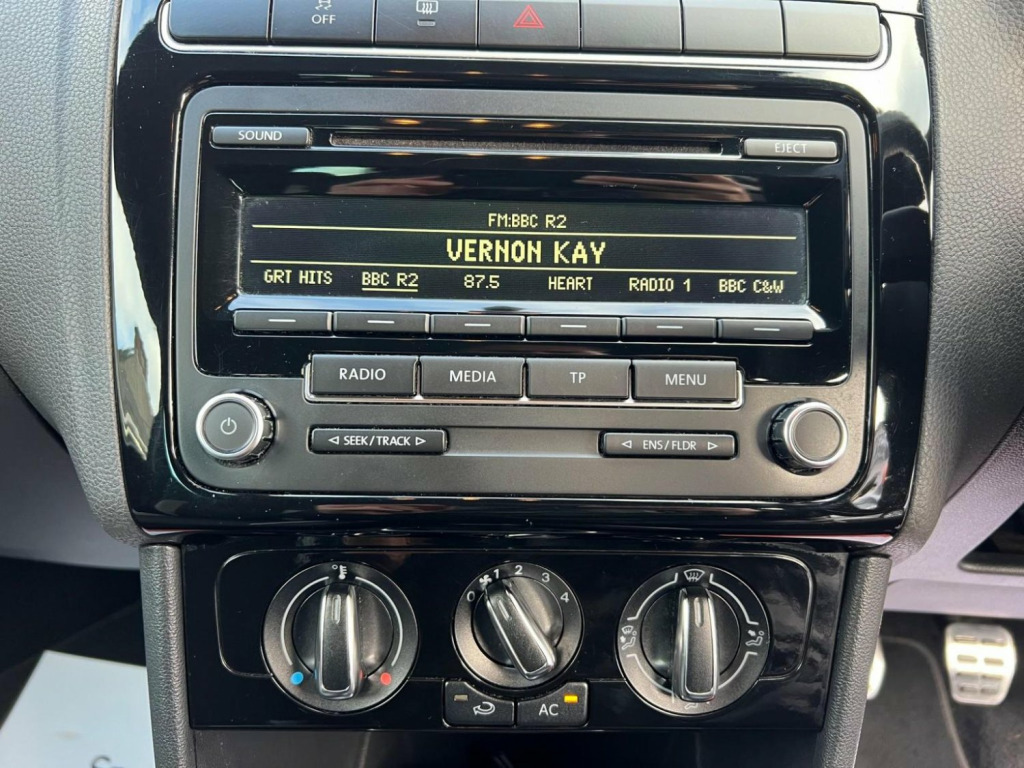 OFF
SOUND
EJECT
FM:BBC R2
VERNON KAY
GRT HITS BBC R2 87.5 HEART RADIO 1 BBC C&W
RADIO MEDIA TP MENU
SEEK/TRACK ENS/FLDR
0 1 2 3 4
AC